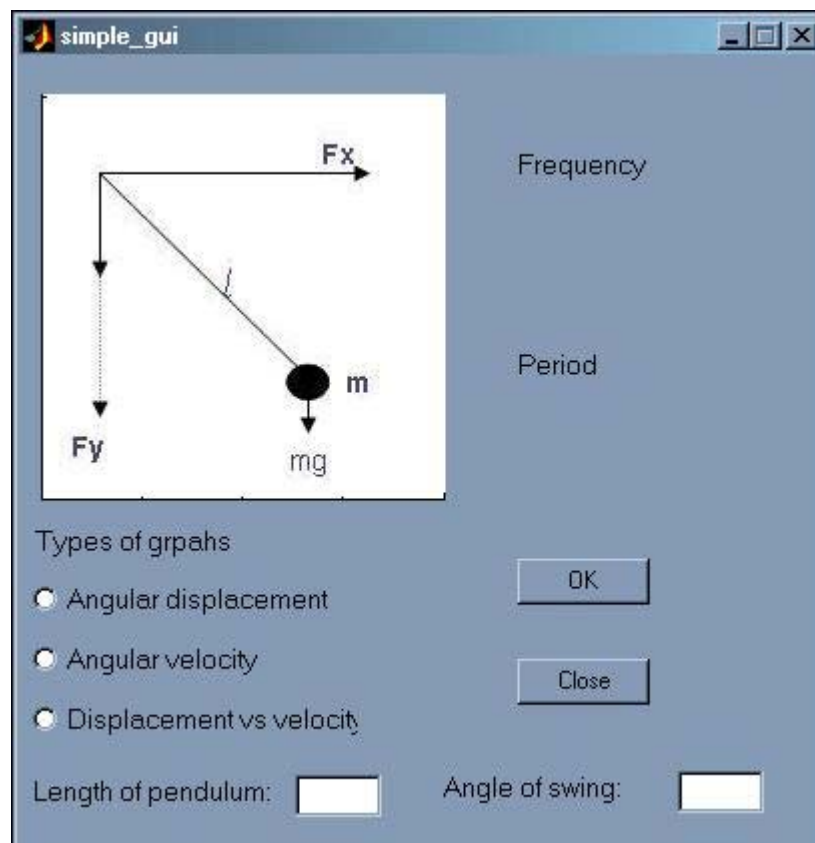 simple_gui
Fx
l
m
Fy
mg
Frequency
Period
Types of grpahs
Angular displacement
Angular velocity
Displacement vs velocity
OK
Close
Length of pendulum:
Angle of swing: